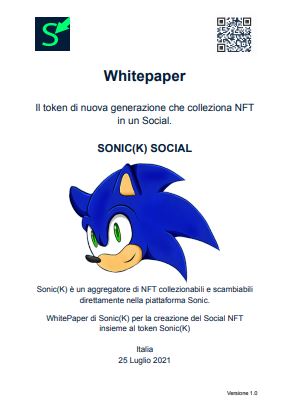 S
Whitepaper
Il token di nuova generazione che colleziona NFT
in un Social.
SONIC(K) SOCIAL
Sonic(K) è un aggregatore di NFT collezionabili e scambiabili
direttamente nella piattaforma Sonic.
WhitePaper di Sonic(K) per la creazione del Social NFT
insieme al token Sonic(K)
Italia
25 Luglio 2021
Versione 1.0